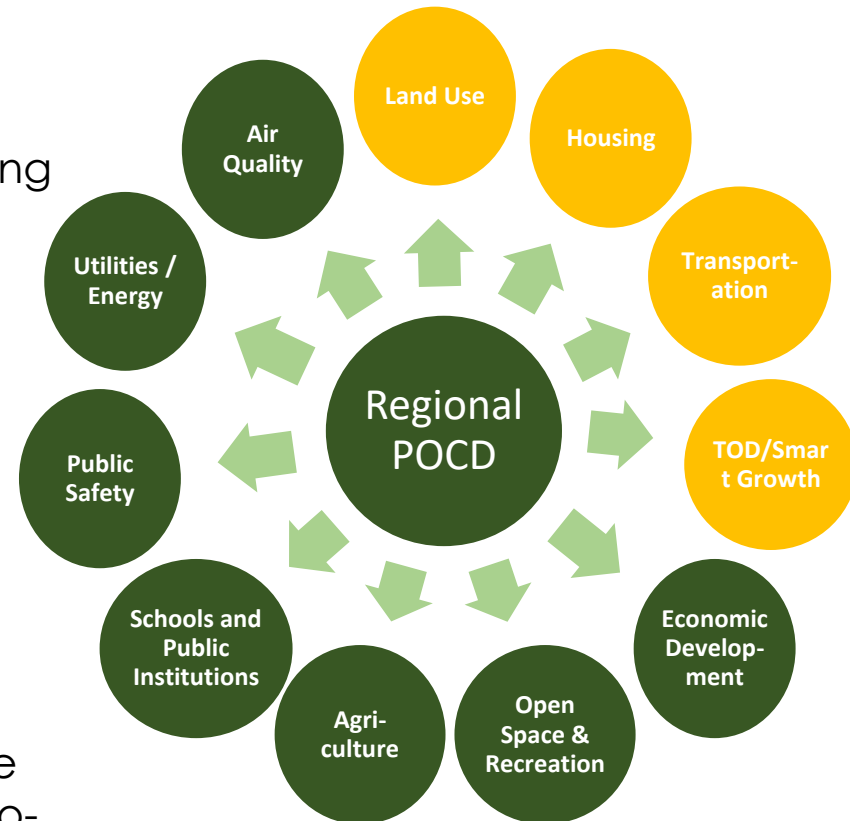 ng
e
o-
Land Use
Housing
Transport-
ation
TOD/Smar
t Growth
Economic
Develop-
ment
Open
Space &
Recreation
Agri-
culture
Schools and
Public
Institutions
Public
Safety
Utilities /
Energy
Air
Quality
Regional
POCD